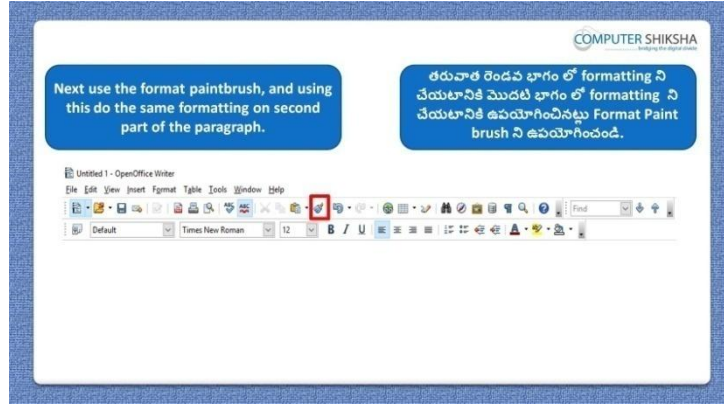 COMPUTER SHIKSHA
bridging the digital divide
Next use the format paintbrush, and using
this do the same formatting on second
part of the paragraph.
తరువాత రెండవ భాగం లో formatting ని
చేయటానికి మొదటి భాగం లో formatting ని
చేయటానికి ఉపయోగించినట్లు Format Paint
brush ని ఉపయోగించండి.
Untitled 1 - OpenOffice Writer
File Edit View Insert Format Table Tools Window Help
Find
Default Times New Roman 12 B I U A